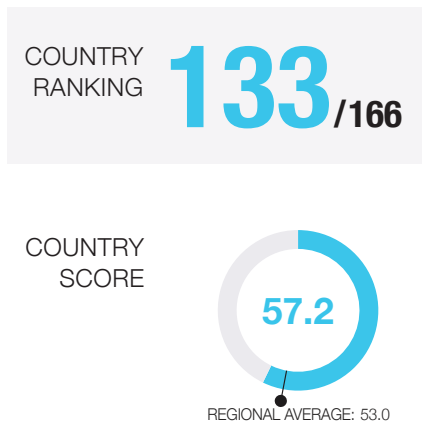 COUNTRY
RANKING
133/166
COUNTRY
SCORE
57.2
REGIONAL AVERAGE: 53.0